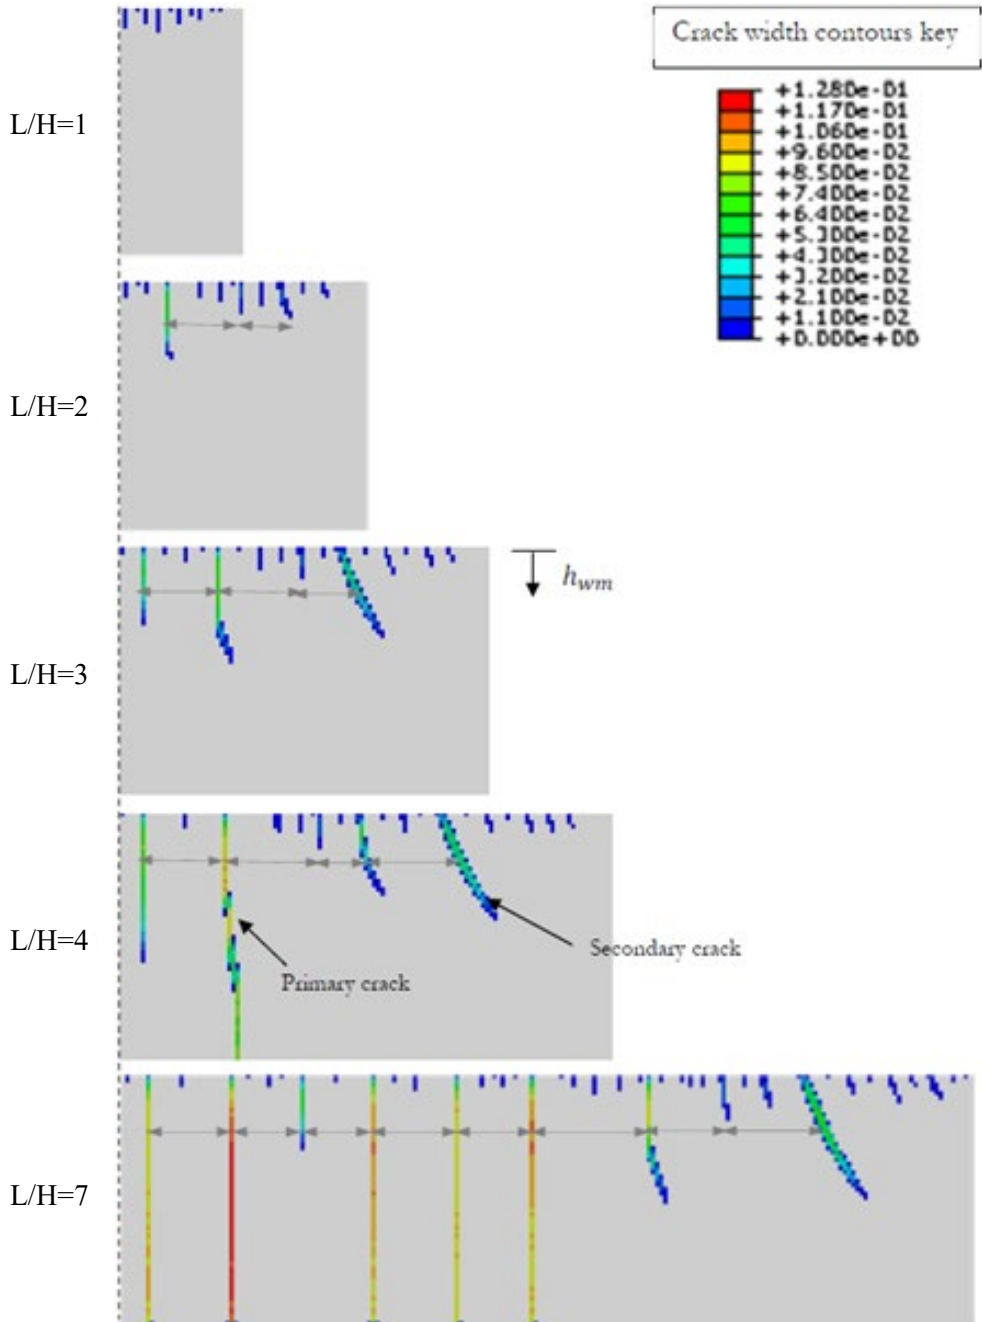 Crack width contours key
+1.280e-01
+1.170e-01
+1.060e-01
+9.600e-02
+8.500e-02
+7.400e-02
+6.400e-02
+5.300e-02
+4.300e-02
+3.200e-02
+2.100e-02
+1.100e-02
+0.000e+00
L/H=1
L/H=2
h_wm
L/H=3
L/H=4
Secondary crack
Primary crack
L/H=7